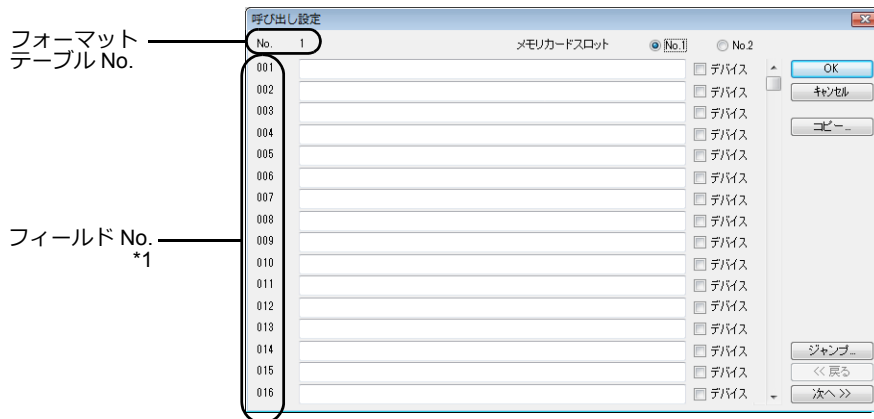 呼び出し設定
フォーマット
テーブル No.
No. 1 メモリカードスロット No.1 No.2
001 デバイス OK
002 デバイス キャンセル
003 デバイス
004 デバイス コピー...
005 デバイス
006 デバイス
007 デバイス
008 デバイス
フィールド No.
*1
009 デバイス
010 デバイス
011 デバイス
012 デバイス
013 デバイス
014 デバイス ジャンプ...
015 デバイス << 戻る
016 デバイス 次へ >>